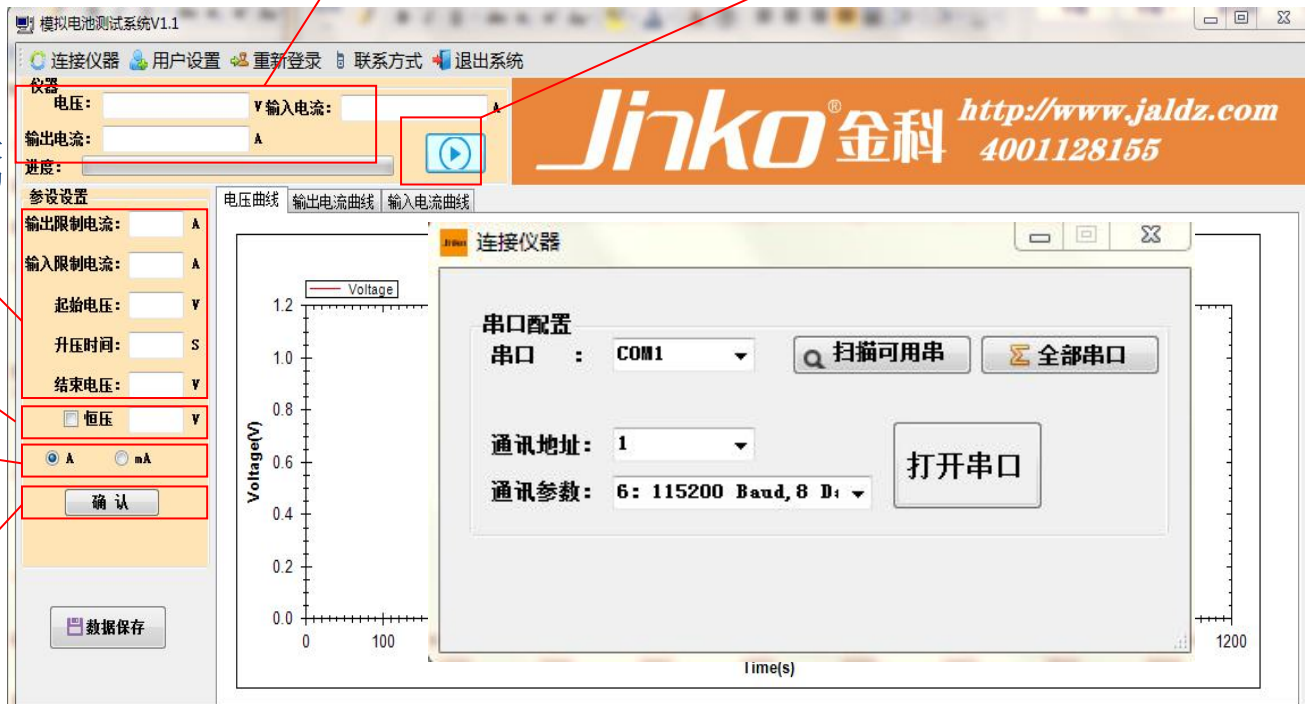 模拟电池测试系统V1.1
连接仪器 用户设置 重新登录 联系方式 退出系统
仪器
电压: V 输入电流: A
输出电流: A
进度:
Jinko®金科
http://www.jaldz.com
4001128155
参设设置
输出限制电流: A
输入限制电流: A
起始电压: V
升压时间: S
结束电压: V
恒压 V
A mA
确认
数据保存
电压曲线 输出电流曲线 输入电流曲线
Voltage
1.2
1.0
0.8
0.6
0.4
0.2
0.0
Voltage(V)
0 100 1200
Time(s)
连接仪器
串口配置
串口 : COM1 扫描可用串 全部串口
通讯地址: 1
打开串口
通讯参数: 6: 115200 Baud,8